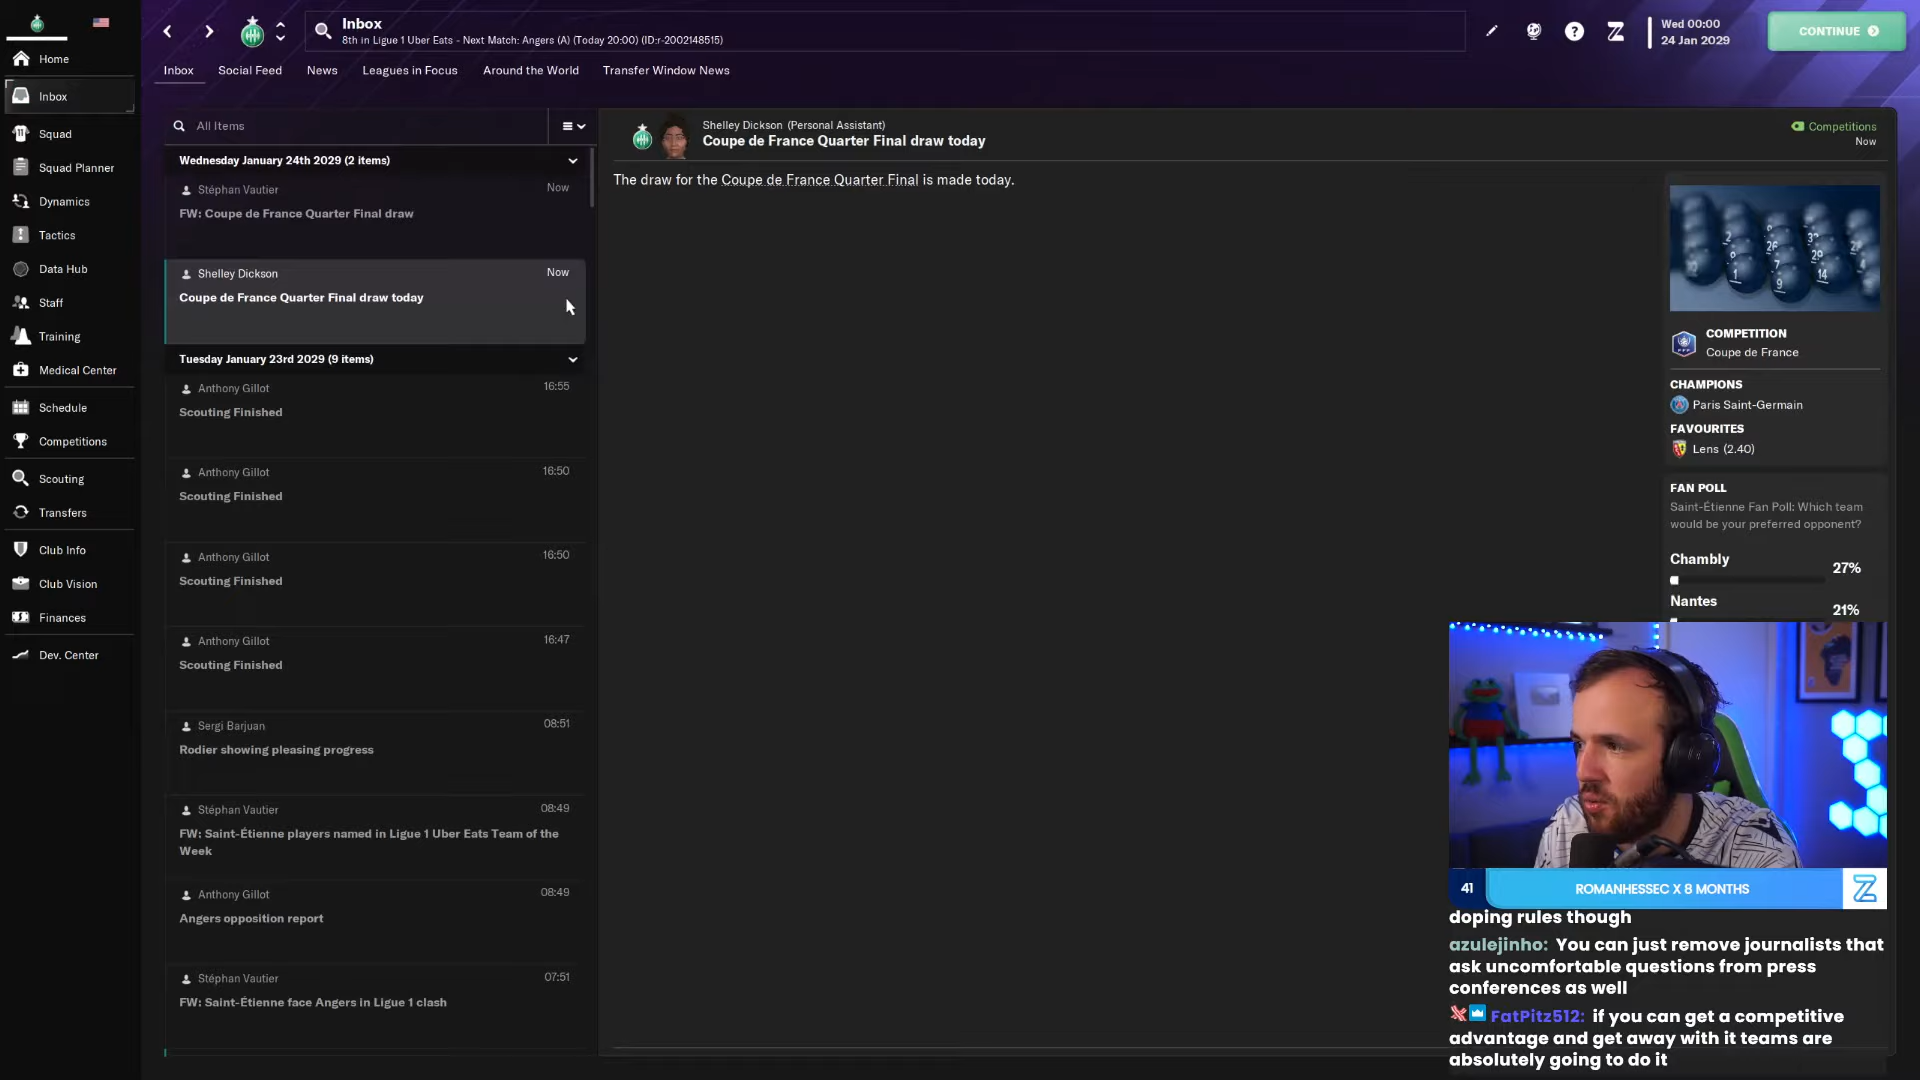 Inbox
8th in Ligue 1 Uber Eats - Next Match: Angers (A) (Today 20:00) (ID:r-2002148515)
Wed 00:00
24 Jan 2029
CONTINUE
Home
Inbox
Squad
Squad Planner
Dynamics
Tactics
Data Hub
Staff
Training
Medical Center
Schedule
Competitions
Scouting
Transfers
Club Info
Club Vision
Finances
Dev. Center
Inbox Social Feed News Leagues in Focus Around the World Transfer Window News
All Items
Wednesday January 24th 2029 (2 items)
Stéphan Vautier Now
FW: Coupe de France Quarter Final draw
Shelley Dickson Now
Coupe de France Quarter Final draw today
Tuesday January 23rd 2029 (9 items)
Anthony Gillot 16:55
Scouting Finished
Anthony Gillot 16:50
Scouting Finished
Anthony Gillot 16:50
Scouting Finished
Anthony Gillot 16:47
Scouting Finished
Sergi Barjuan 08:51
Rodier showing pleasing progress
Stéphan Vautier 08:49
FW: Saint-Étienne players named in Ligue 1 Uber Eats Team of the
Week
Anthony Gillot 08:49
Angers opposition report
Stéphan Vautier 07:51
FW: Saint-Étienne face Angers in Ligue 1 clash
Shelley Dickson (Personal Assistant)
Coupe de France Quarter Final draw today
Competitions
Now
The draw for the Coupe de France Quarter Final is made today.
COMPETITION
Coupe de France
CHAMPIONS
Paris Saint-Germain
FAVOURITES
Lens (2.40)
FAN POLL
Saint-Étienne Fan Poll: Which team
would be your preferred opponent?
Chambly 27%
Nantes 21%
41 ROMANHESSEC X 8 MONTHS
doping rules though
azulejinho: You can just remove journalists that
ask uncomfortable questions from press
conferences as well
FatPitz512: if you can get a competitive
advantage and get away with it teams are
absolutely going to do it